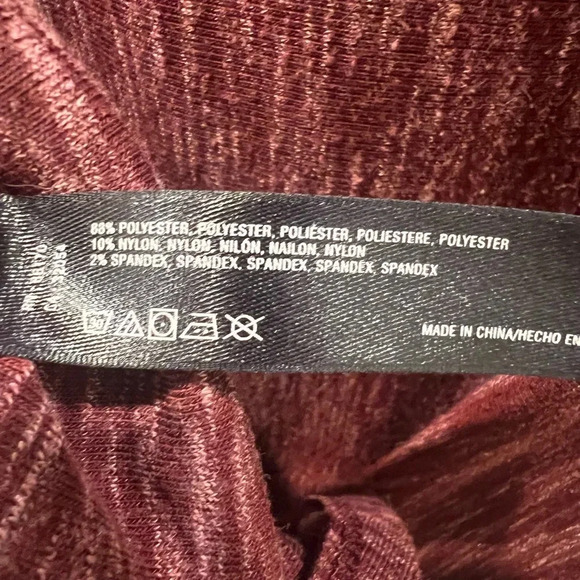 88% POLYESTER, POLYESTER, POLIÉSTER, POLIESTERE, POLYESTER
10% NYLON, NYLON, NILÓN, NAILON, NYLON
2% SPANDEX, SPANDEX, SPANDEX, SPANDEX, SPANDEX
30
MADE IN CHINA/HECHO EN